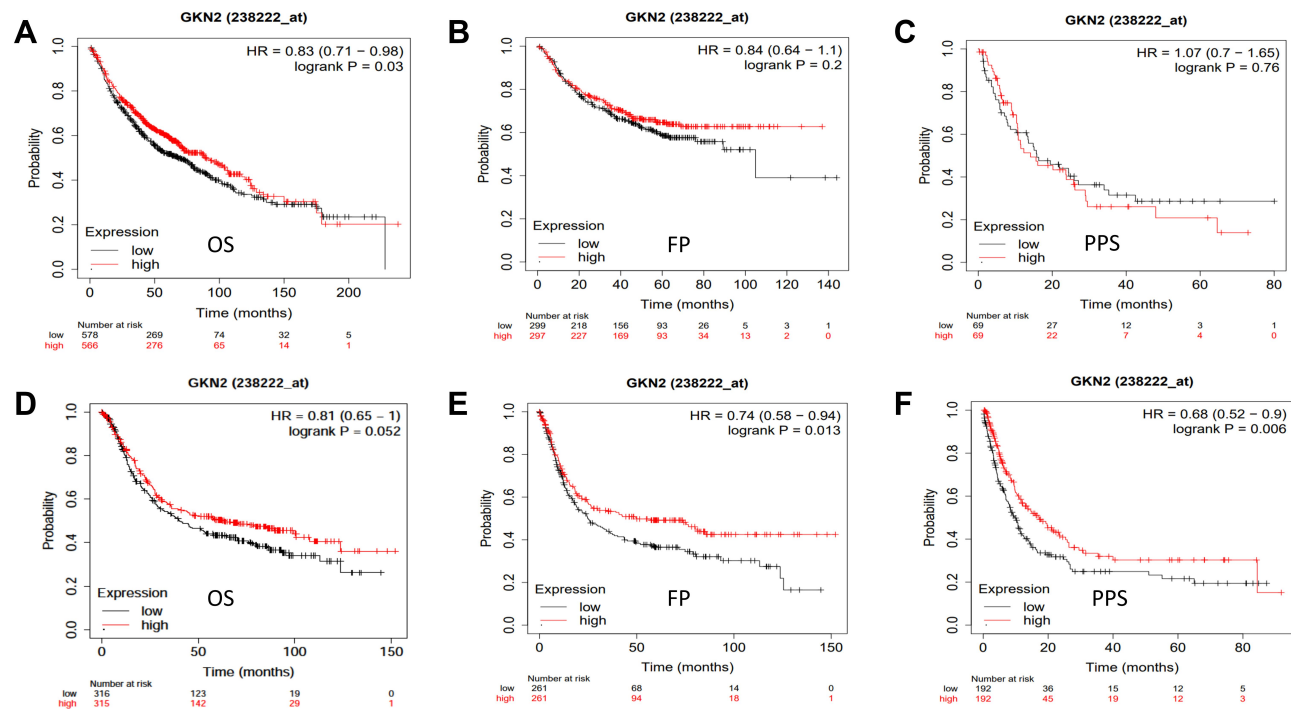 A
GKN2 (238222_at)
HR = 0.83 (0.71 − 0.98)
logrank P = 0.03
Probability
1.0
0.8
0.6
0.4
0.2
0.0
Expression
low
high
OS
0 50 100 150 200
Time (months)
Number at risk
low 578 269 74 32 5
high 566 276 65 14 1
B
GKN2 (238222_at)
HR = 0.84 (0.64 − 1.1)
logrank P = 0.2
Probability
1.0
0.8
0.6
0.4
0.2
0.0
Expression
low
high
FP
0 20 40 60 80 100 120 140
Time (months)
Number at risk
low 299 218 156 93 26 5 3 1
high 297 227 169 93 34 13 2 0
C
GKN2 (238222_at)
HR = 1.07 (0.7 − 1.65)
logrank P = 0.76
Probability
1.0
0.8
0.6
0.4
0.2
0.0
Expression
low
high
PPS
0 20 40 60 80
Time (months)
Number at risk
low 69 27 12 3 1
high 69 22 7 4 0
D
GKN2 (238222_at)
HR = 0.81 (0.65 − 1)
logrank P = 0.052
Probability
1.0
0.8
0.6
0.4
0.2
0.0
Expression
low
high
OS
0 50 100 150
Time (months)
Number at risk
low 316 123 19 0
high 315 142 29 1
E
GKN2 (238222_at)
HR = 0.74 (0.58 − 0.94)
logrank P = 0.013
Probability
1.0
0.8
0.6
0.4
0.2
0.0
Expression
low
high
FP
0 50 100 150
Time (months)
Number at risk
low 261 68 14 0
high 261 94 18 1
F
GKN2 (238222_at)
HR = 0.68 (0.52 − 0.9)
logrank P = 0.006
Probability
1.0
0.8
0.6
0.4
0.2
0.0
Expression
low
high
PPS
0 20 40 60 80
Time (months)
Number at risk
low 192 36 15 12 5
high 192 45 19 12 3